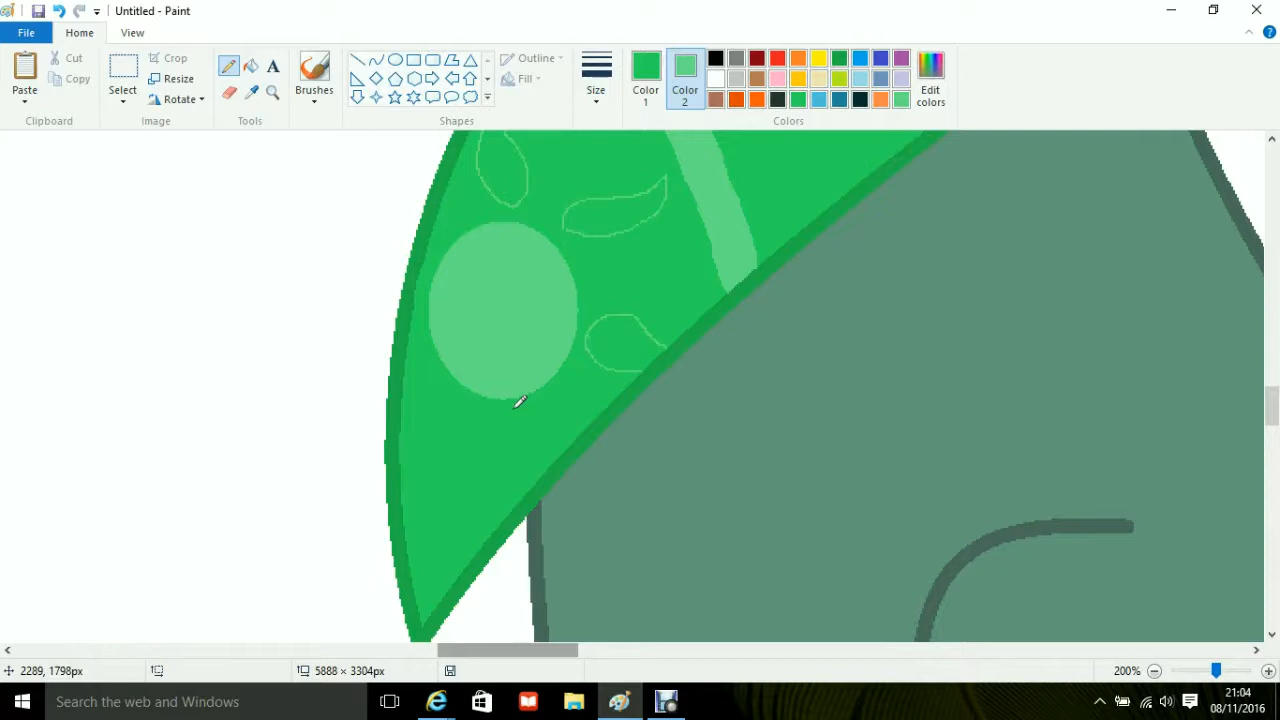 Untitled - Paint
File Home View
Paste
Cut
Copy
Clipboard
Select
Crop
Resize
Rotate
Image
A
Tools
Brushes
Outline
Fill
Shapes
Size
Color 1
Color 2
Edit colors
Colors
2289, 1798px
5888 × 3304px
200%
Search the web and Windows
21:04
08/11/2016